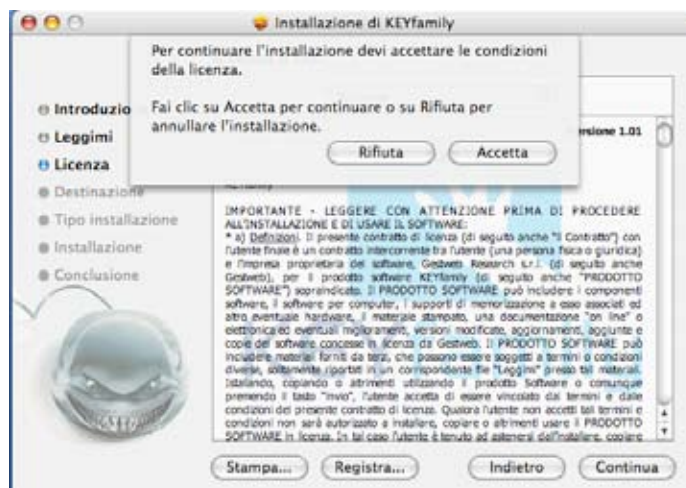 Installazione di KEYfamily
Per continuare l'installazione devi accettare le condizioni
della licenza.
Fai clic su Accetta per continuare o su Rifiuta per
annullare l'installazione.
Rifiuta
Accetta
Introduzio
Leggimi
Licenza
Destinazione
Tipo installazione
Installazione
Conclusione
ersione 1.01
KEYfamily
IMPORTANTE - LEGGERE CON ATTENZIONE PRIMA DI PROCEDERE
ALL'INSTALLAZIONE E DI USARE IL SOFTWARE:
* a) Definizioni. Il presente contratto di licenza (di seguito anche "il Contratto") con
l'utente finale è un contratto intercorrente tra l'utente (una persona fisica o giuridica)
e l'impresa proprietaria del software, Gestweb Research s.r.l. (di seguito anche
Gestweb), per il prodotto software KEYfamily (di seguito anche "PRODOTTO
SOFTWARE") sopraindicato. Il PRODOTTO SOFTWARE può includere i componenti
software, il software per computer, i supporti di memorizzazione a esso associati ed
altro eventuale hardware, il materiale stampato, una documentazione "on line" o
elettronica ed eventuali miglioramenti, versioni modificate, aggiornamenti, aggiunte e
copie del software concesse in licenza da Gestweb. Il PRODOTTO SOFTWARE può
includere materiali forniti da terzi, che possono essere soggetti a termini o condizioni
diverse, solitamente riportati in un corrispondente file "Leggimi" presso tali materiali.
Istalando, copiando o altrimenti utilizzando il prodotto Software o comunque
premendo il tasto "invio", l'utente accetta di essere vincolato dai termini e dalle
condizioni del presente contratto di licenza. Qualora l'utente non accetti tali termini e
condizioni non sarà autorizzato a installare, copiare o altrimenti usare il PRODOTTO
SOFTWARE in licenza. In tal caso l'utente è tenuto ad astenersi dall'installare, copiare
Stampa...
Registra...
Indietro
Continua